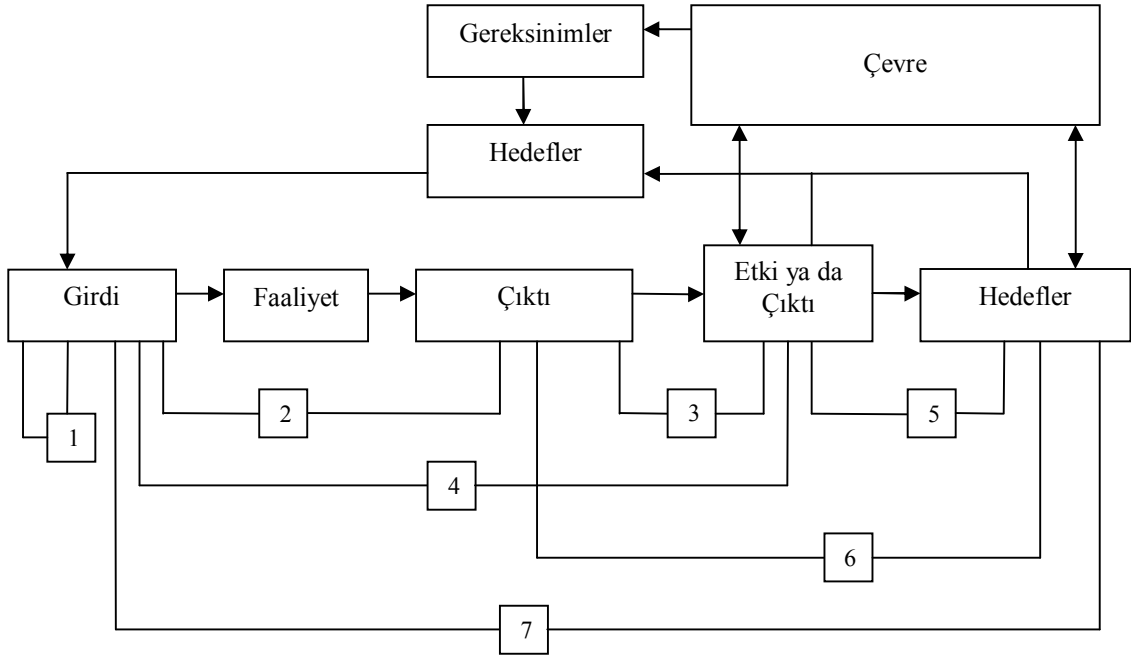 Gereksinimler
Çevre
Hedefler
Girdi
Faaliyet
Çıktı
Etki ya da
Çıktı
Hedefler
1
2
3
5
4
6
7